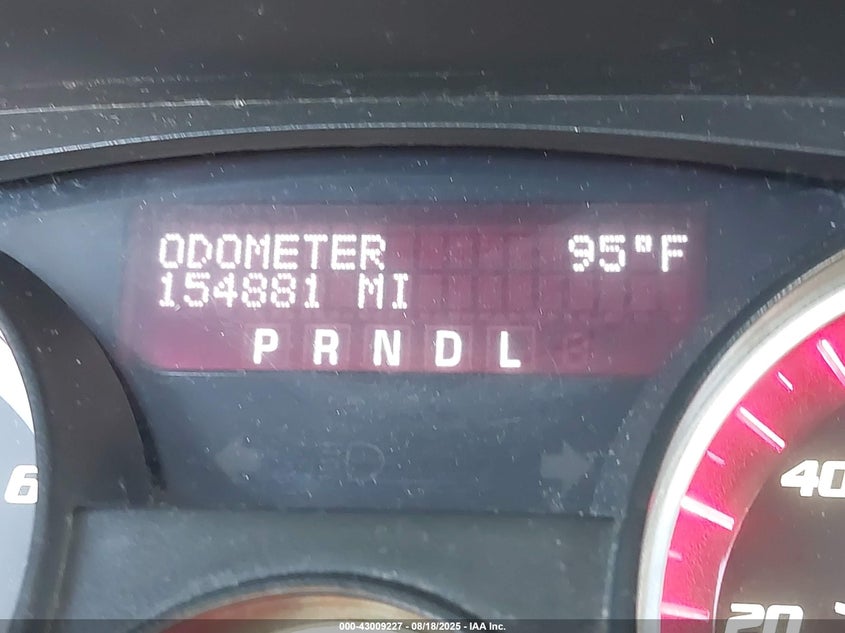 ODOMETER 95°F
154881 MI
P R N D L
6
40
20
000-43009227 - 08/18/2025 - IAA Inc.